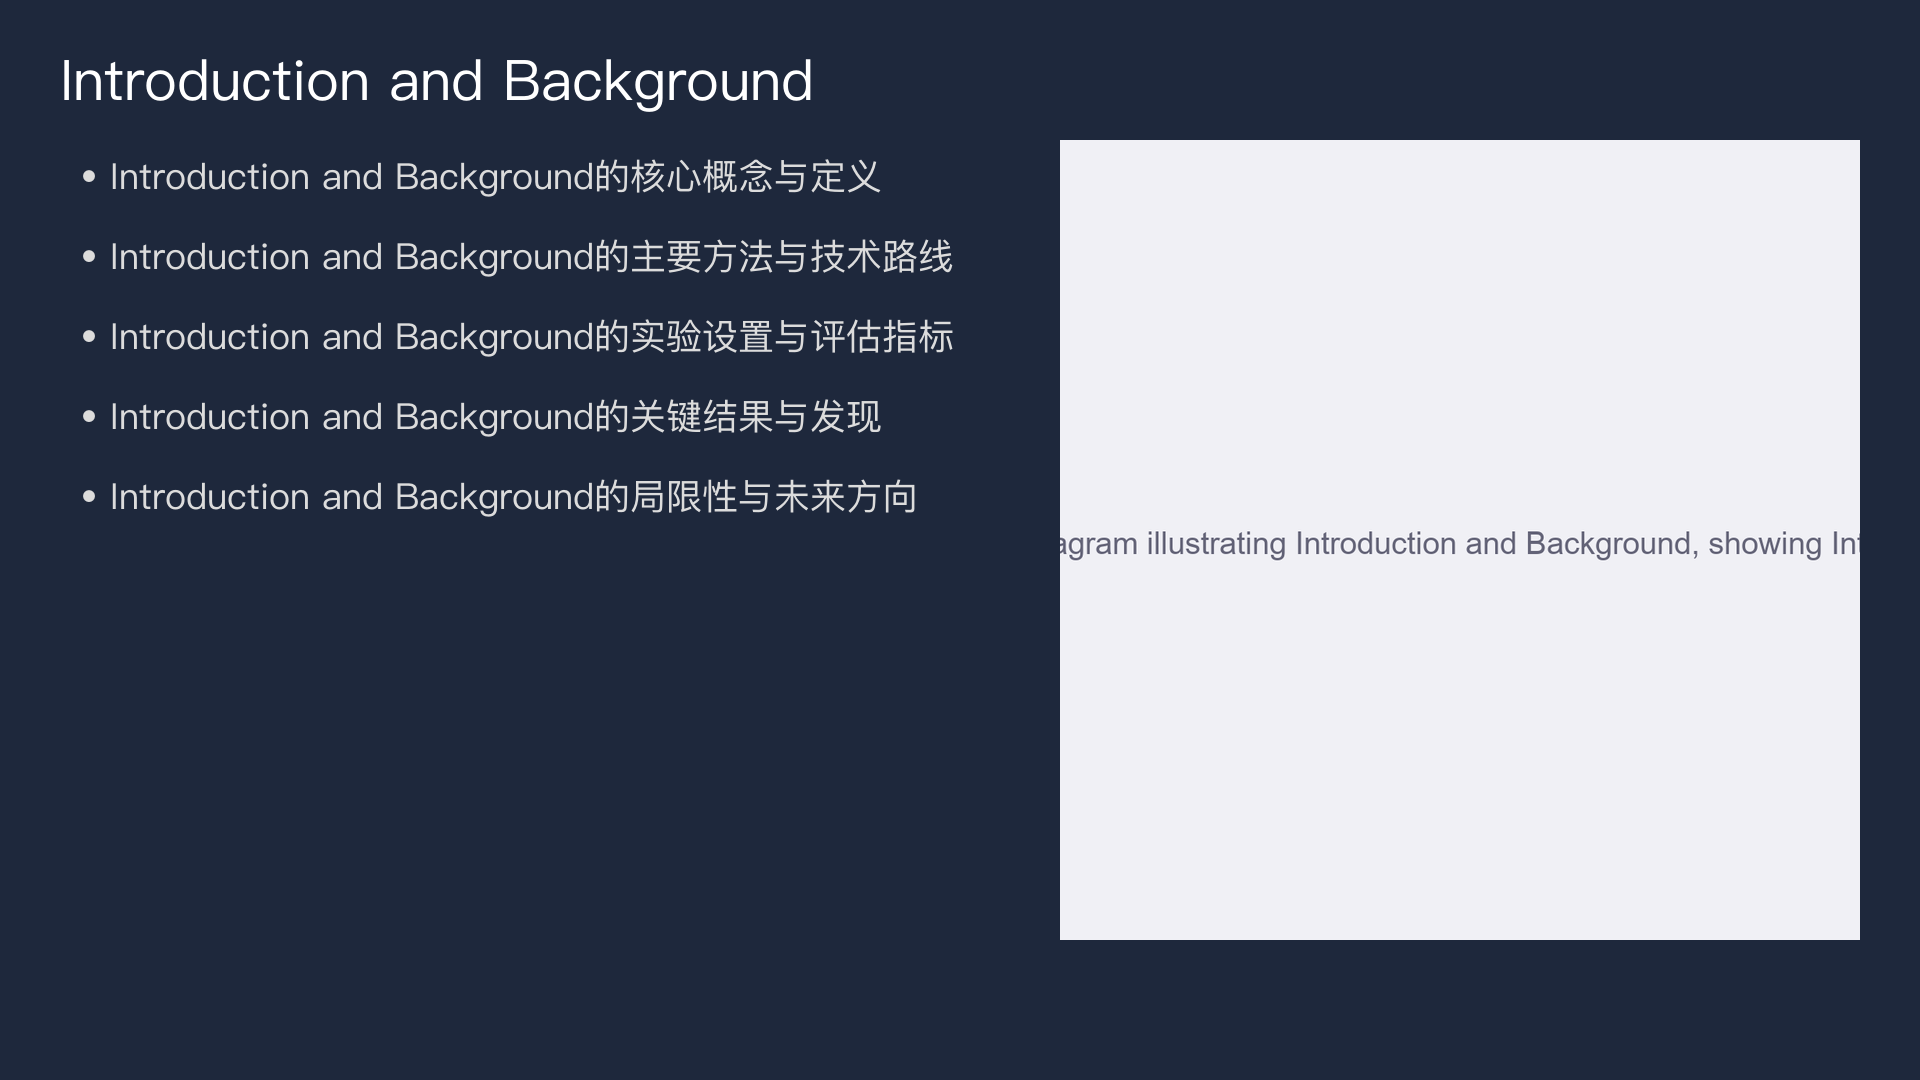 Introduction and Background
• Introduction and Background的核心概念与定义
• Introduction and Background的主要方法与技术路线
• Introduction and Background的实验设置与评估指标
• Introduction and Background的关键结果与发现
• Introduction and Background的局限性与未来方向
agram illustrating Introduction and Background, showing Int